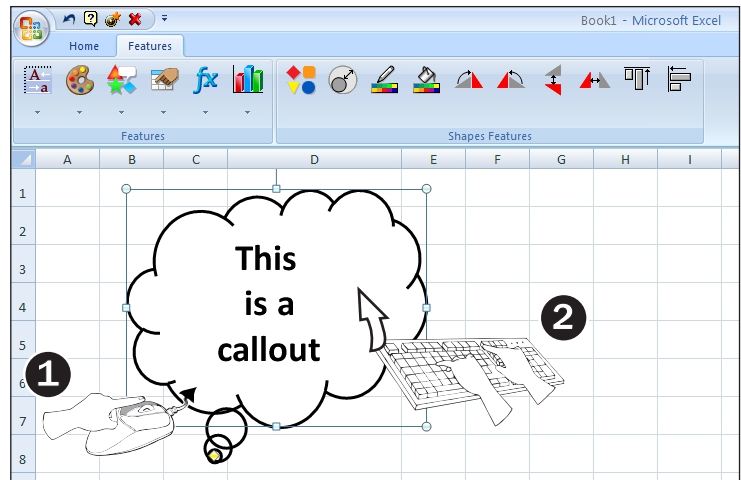 Book1 - Microsoft Excel
Home Features
A a fx
Features Shapes Features
A B C D E F G H I
1
2
3
4
5
6
7
8
This
is a
callout
1
2